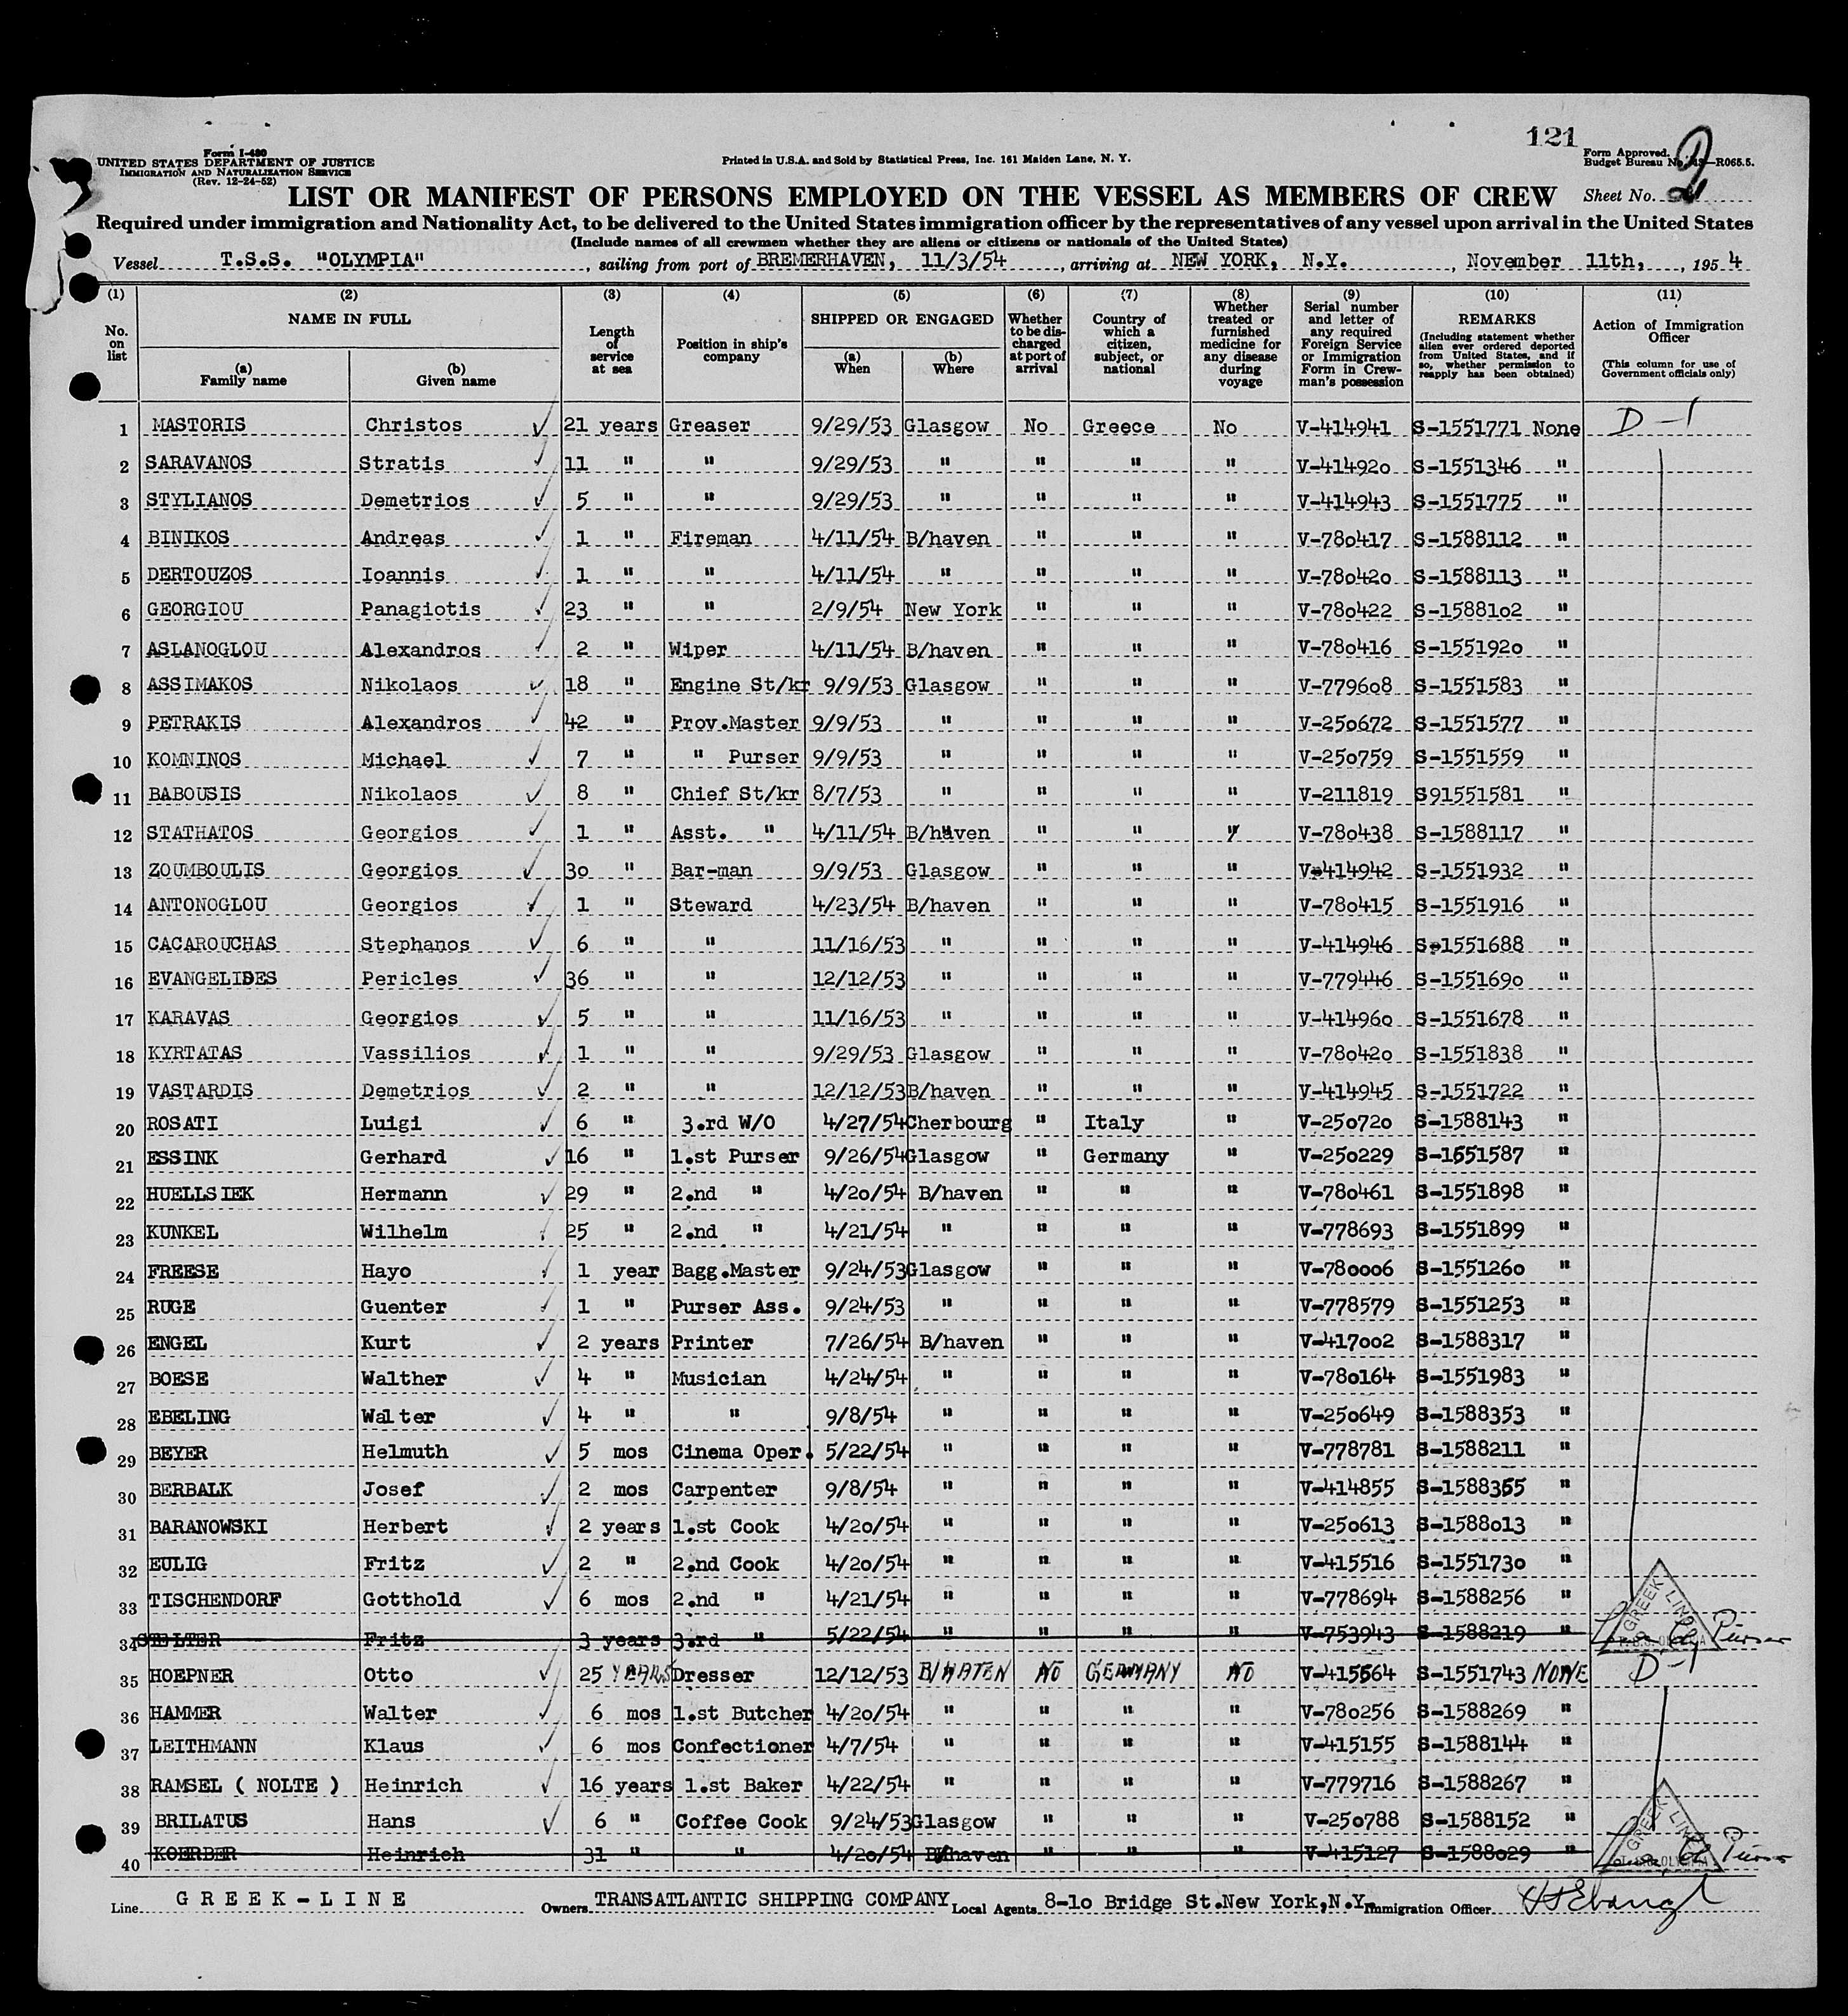 121
Form I-480
UNITED STATES DEPARTMENT OF JUSTICE
IMMIGRATION AND NATURALIZATION SERVICE
(Rev. 12-24-52)
Printed in U.S.A. and Sold by Statistical Press, Inc. 161 Maiden Lane, N. Y.
Form Approved.
Budget Bureau No. 43—R065.5.
LIST OR MANIFEST OF PERSONS EMPLOYED ON THE VESSEL AS MEMBERS OF CREW Sheet No. 2
Required under immigration and Nationality Act, to be delivered to the United States immigration officer by the representatives of any vessel upon arrival in the United States
(Include names of all crewmen whether they are aliens or citizens or nationals of the United States)
Vessel T.S.S. "OLYMPIA", sailing from port of BREMERHAVEN, 11/3/54, arriving at NEW YORK, N.Y., November 11th, 1954
(1) No. on list (2) NAME IN FULL (a) Family name (b) Given name (3) Length of service at sea (4) Position in ship's company (5) SHIPPED OR ENGAGED (a) When (b) Where (6) Whether to be discharged at port of arrival (7) Country of which a citizen, subject, or national (8) Whether treated or furnished medicine for any disease during voyage (9) Serial number and letter of any required Foreign Service or Immigration Form in Crewman's possession (10) REMARKS (Including statement whether alien ever ordered deported from United States, and if so, whether permission to reapply has been obtained) (11) Action of Immigration Officer (This column for use of Government officials only)
1 MASTORIS Christos 21 years Greaser 9/29/53 Glasgow No Greece No V-414941 S-1551771 None D-1
2 SARAVANOS Stratis 11 " " 9/29/53 " " " " V-414920 S-1551346 "
3 STYLIANOS Demetrios 5 " " 9/29/53 " " " " V-414943 S-1551775 "
4 BINIKOS Andreas 1 " Fireman 4/11/54 B/haven " " " V-780417 S-1588112 "
5 DERTOUZOS Ioannis 1 " " 4/11/54 " " " " V-780420 S-1588113 "
6 GEORGIOU Panagiotis 23 " " 2/9/54 New York " " " V-780422 S-1588102 "
7 ASLANOGLOU Alexandros 2 " Wiper 4/11/54 B/haven " " " V-780416 S-1551920 "
8 ASSIMAKOS Nikolaos 18 " Engine St/kr 9/9/53 Glasgow " " " V-779608 S-1551583 "
9 PETRAKIS Alexandros 42 " Prov.Master 9/9/53 " " " " V-250672 S-1551577 "
10 KOMNINOS Michael 7 " " Purser 9/9/53 " " " " V-250759 S-1551559 "
11 BABOUSIS Nikolaos 8 " Chief St/kr 8/7/53 " " " " V-211819 S91551581 "
12 STATHATOS Georgios 1 " Asst. " 4/11/54 B/haven " " " V-780438 S-1588117 "
13 ZOUMBOULIS Georgios 30 " Bar-man 9/9/53 Glasgow " " " V-414942 S-1551932 "
14 ANTONOGLOU Georgios 1 " Steward 4/23/54 B/haven " " " V-780415 S-1551916 "
15 CACAROUCHAS Stephanos 6 " " 11/16/53 " " " " V-414946 S-1551688 "
16 EVANGELIDES Pericles 36 " " 12/12/53 " " " " V-779446 S-1551690 "
17 KARAVAS Georgios 5 " " 11/16/53 " " " " V-414960 S-1551678 "
18 KYRTATAS Vassilios 1 " " 9/29/53 Glasgow " " " V-780420 S-1551838 "
19 VASTARDIS Demetrios 2 " " 12/12/53 B/haven " " " V-414945 S-1551722 "
20 ROSATI Luigi 6 " 3.rd W/O 4/27/54 Cherbourg " Italy " V-250720 S-1588143 "
21 ESSINK Gerhard 16 " 1.st Purser 9/26/54 Glasgow " Germany " V-250229 S-1551587 "
22 HUELLSIEK Hermann 29 " 2.nd " 4/20/54 B/haven " " " V-780461 S-1551898 "
23 KUNKEL Wilhelm 25 " 2.nd " 4/21/54 " " " " V-778693 S-1551899 "
24 FREESE Hayo 1 year Bagg.Master 9/24/53 Glasgow " " " V-780006 S-1551260 "
25 RUGE Guenter 1 " Purser Ass. 9/24/53 " " " " V-778579 S-1551253 "
26 ENGEL Kurt 2 years Printer 7/26/54 B/haven " " " V-417002 S-1588317 "
27 BOESE Walther 4 " Musician 4/24/54 " " " " V-780164 S-1551983 "
28 EBELING Walter 4 " " 9/8/54 " " " " V-250649 S-1588353 "
29 BEYER Helmuth 5 mos Cinema Oper. 5/22/54 " " " " V-778781 S-1588211 "
30 BERBALK Josef 2 mos Carpenter 9/8/54 " " " " V-414855 S-1588355 "
31 BARANOWSKI Herbert 2 years 1.st Cook 4/20/54 " " " " V-250613 S-1588013 "
32 EULIG Fritz 2 " 2.nd Cook 4/20/54 " " " " V-415516 S-1551730 "
33 TISCHENDORF Gotthold 6 mos 2.nd " 4/21/54 " " " " V-778694 S-1588256 "
34 STELTER Fritz 3 years 3.rd " 5/22/54 " " " " V-753943 S-1588219 " GREEK LINE T.S.S. OLYMPIA Purser
35 HOEPNER Otto 25 YEARS Dresser 12/12/53 B/HAVEN NO GERMANY NO V-415564 S-1551743 NONE D-1
36 HAMMER Walter 6 mos 1.st Butcher 4/20/54 " " " " V-780256 S-1588269 "
37 LEITHMANN Klaus 6 mos Confectioner 4/7/54 " " " " V-415155 S-1588144 "
38 RAMSEL ( NOLTE ) Heinrich 16 years 1.st Baker 4/22/54 " " " " V-779716 S-1588267 "
39 BRILATUS Hans 6 " Coffee Cook 9/24/53 Glasgow " " " V-250788 S-1588152 "
40 KOERBER Heinrich 31 " " 4/20/54 B/haven " " " V-415127 S-1588029 " GREEK LINE T.S.S. OLYMPIA Purser
Line GREEK-LINE Owners TRANSATLANTIC SHIPPING COMPANY Local Agents 8-10 Bridge St.New York,N.Y. Immigration Officer